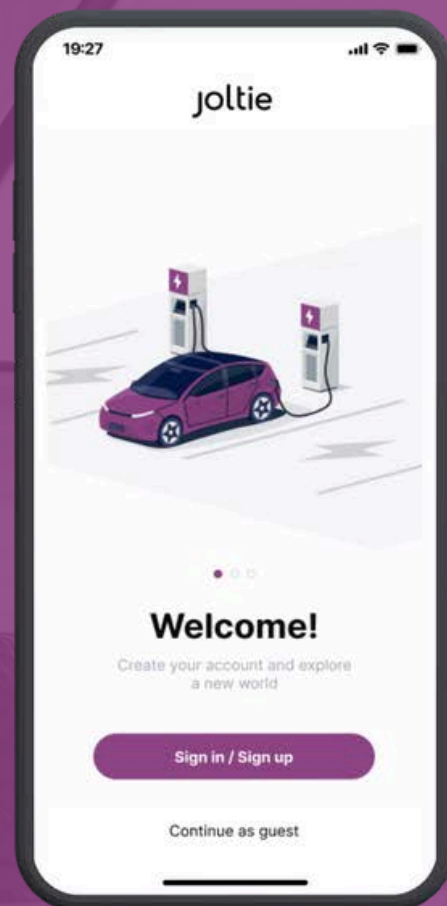 19:27
joltie
Welcome!
Create your account and explore
a new world
Sign in / Sign up
Continue as guest